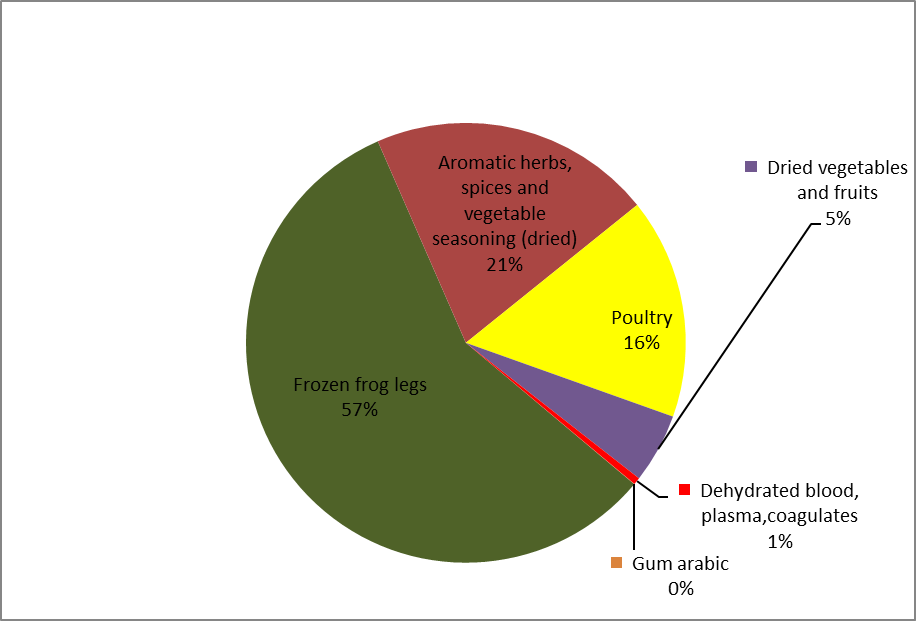 Aromatic herbs,
spices and
vegetable
seasoning (dried)
21%
Dried vegetables
and fruits
5%
Poultry
16%
Frozen frog legs
57%
Dehydrated blood,
plasma,coagulates
1%
Gum arabic
0%